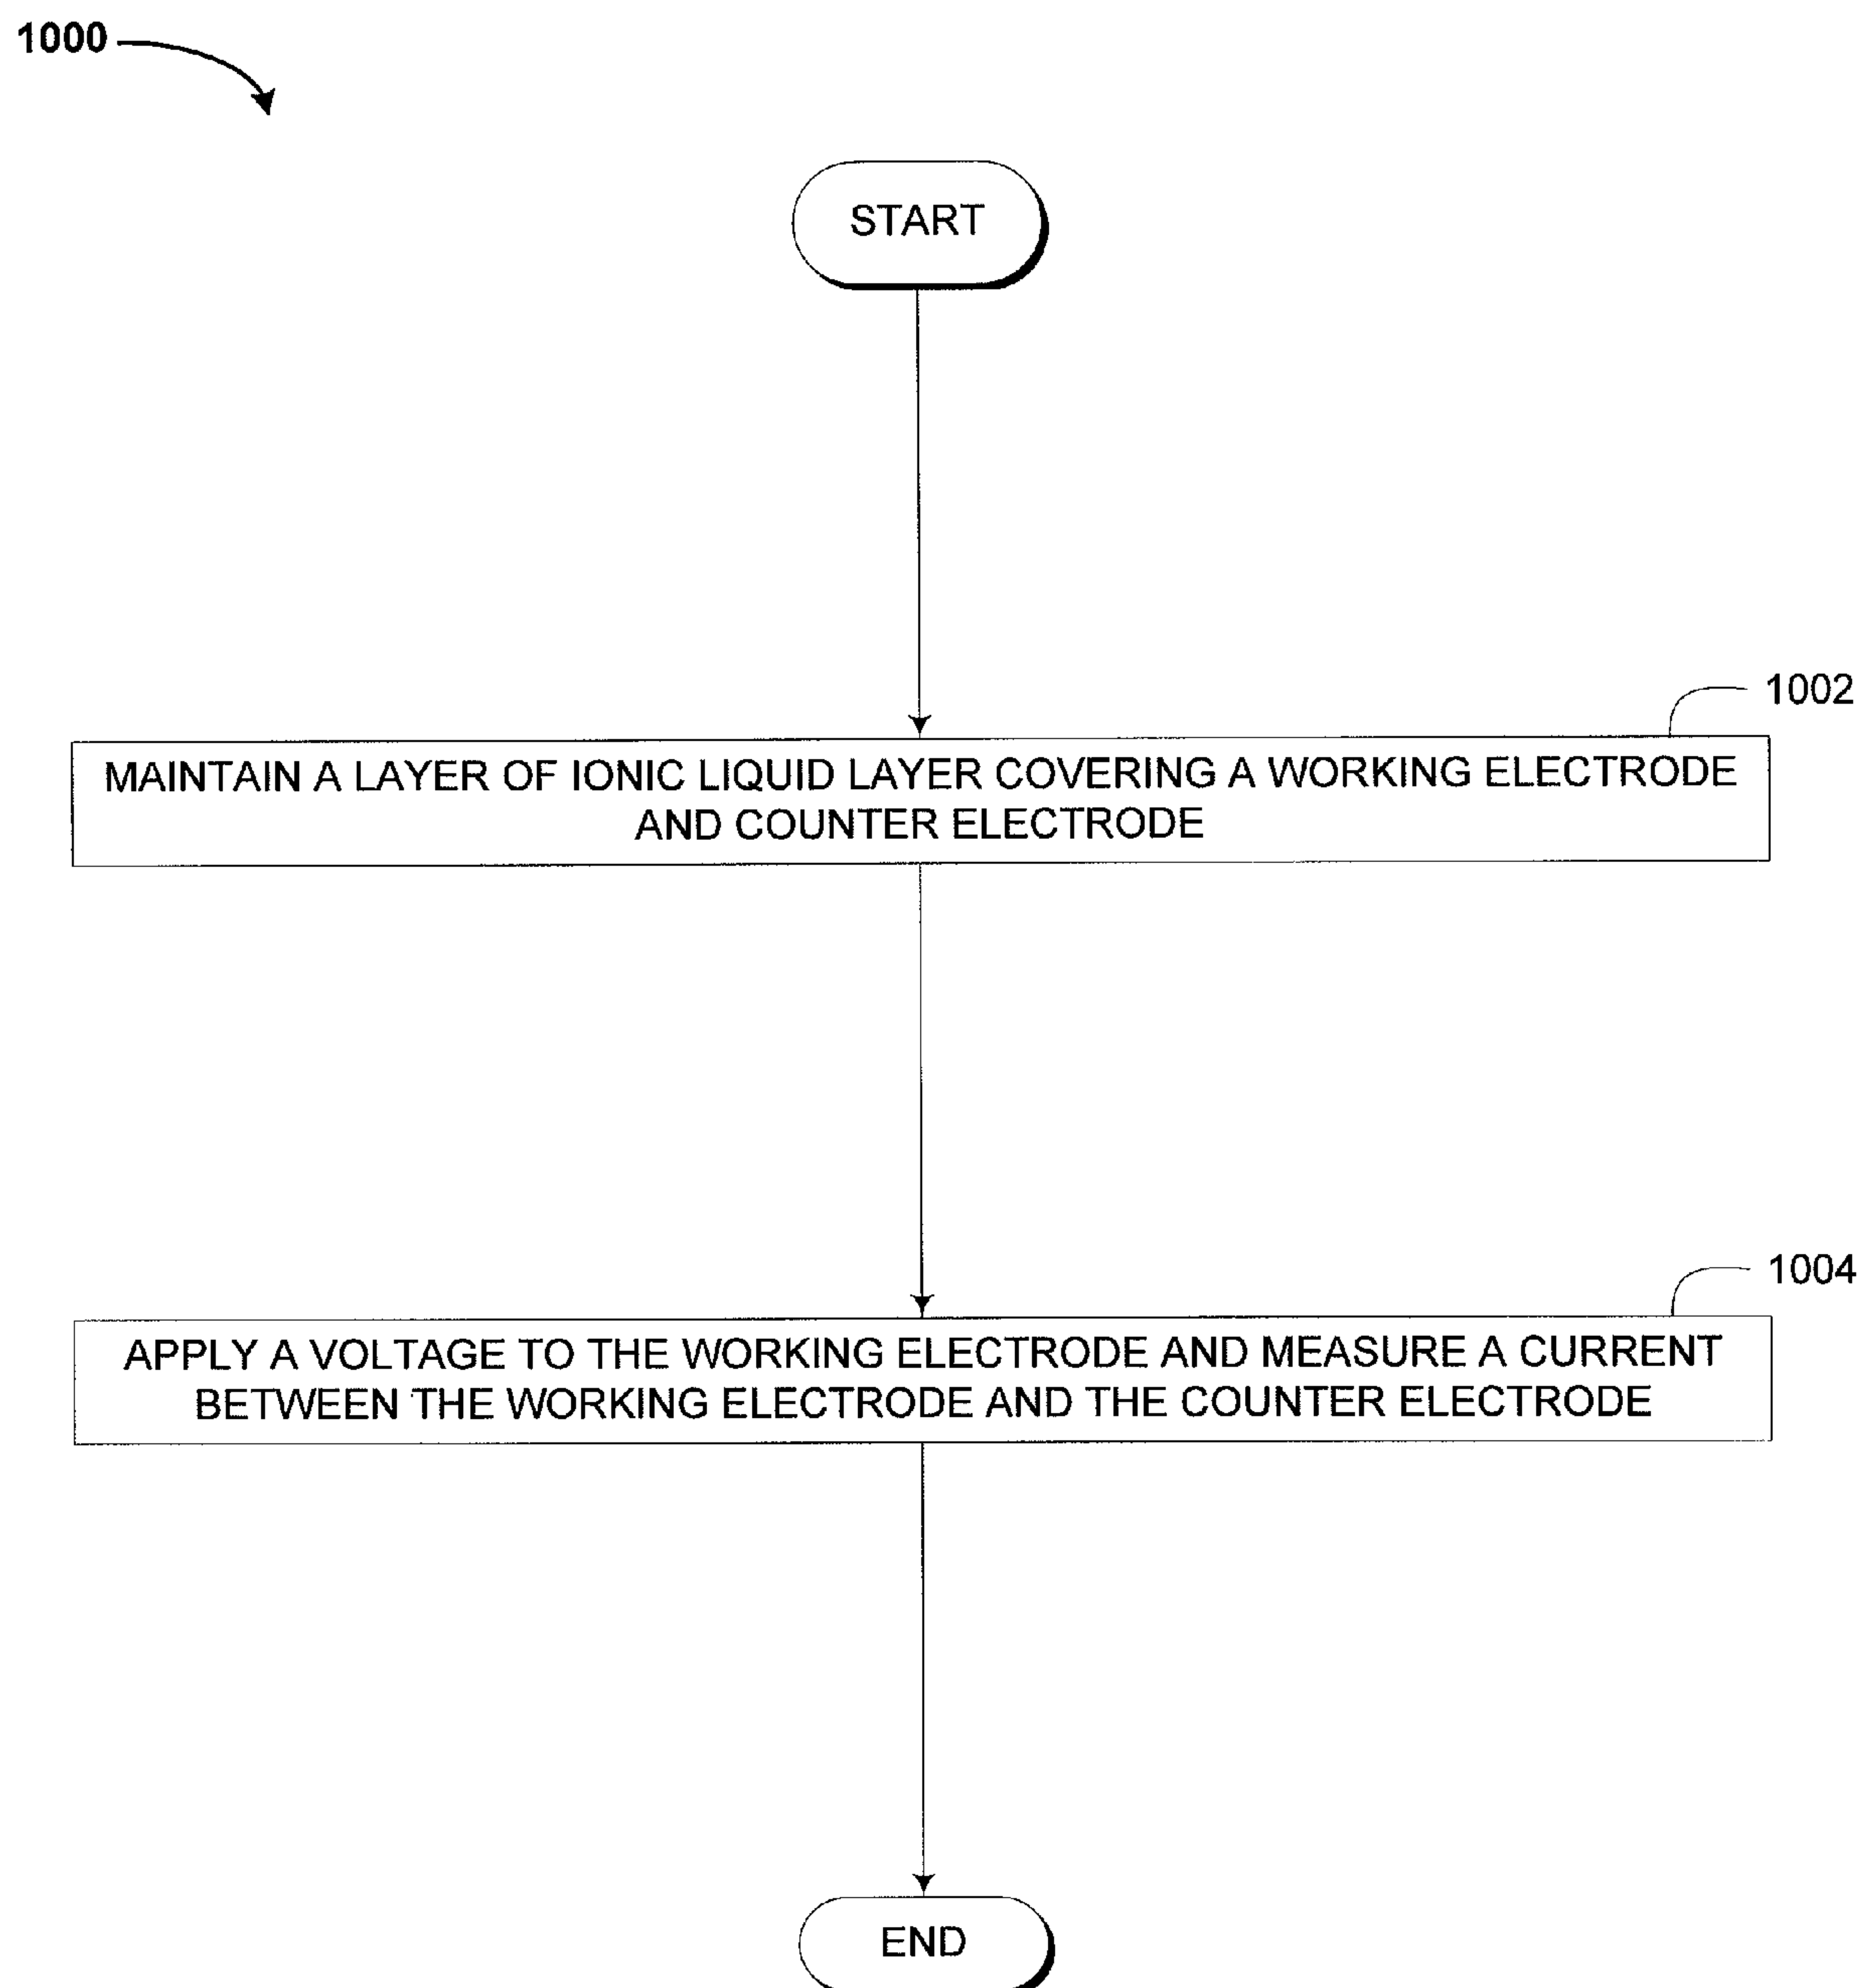 1000
START
1002
MAINTAIN A LAYER OF IONIC LIQUID LAYER COVERING A WORKING ELECTRODE
AND COUNTER ELECTRODE
1004
APPLY A VOLTAGE TO THE WORKING ELECTRODE AND MEASURE A CURRENT
BETWEEN THE WORKING ELECTRODE AND THE COUNTER ELECTRODE
END